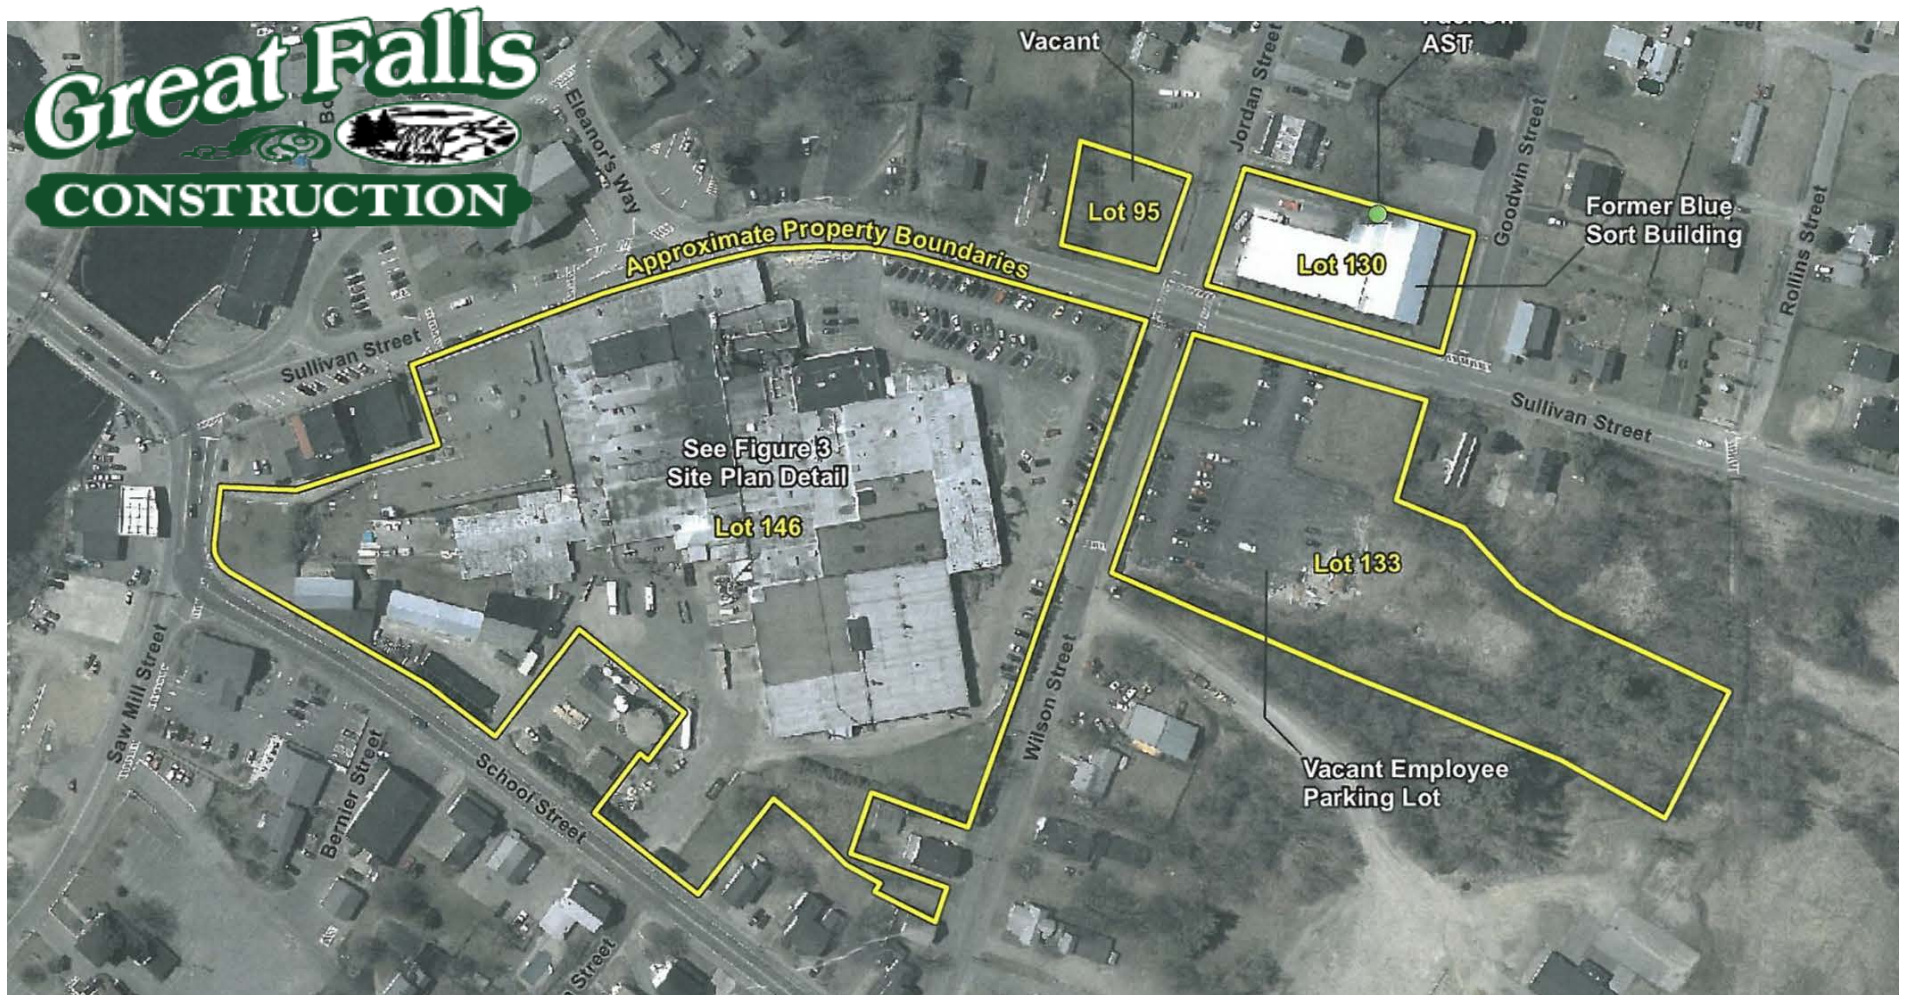 Great Falls
CONSTRUCTION
Vacant
AST
Jordan Street
Eleanor's Way
Goodwin Street
Lot 95
Former Blue
Sort Building
Rollins Street
Approximate Property Boundaries
Lot 130
Sullivan Street
Sullivan Street
See Figure 3
Site Plan Detail
Lot 146
Lot 133
Saw Mill Street
Wilson Street
Bernier Street
School Street
Vacant Employee
Parking Lot
Street